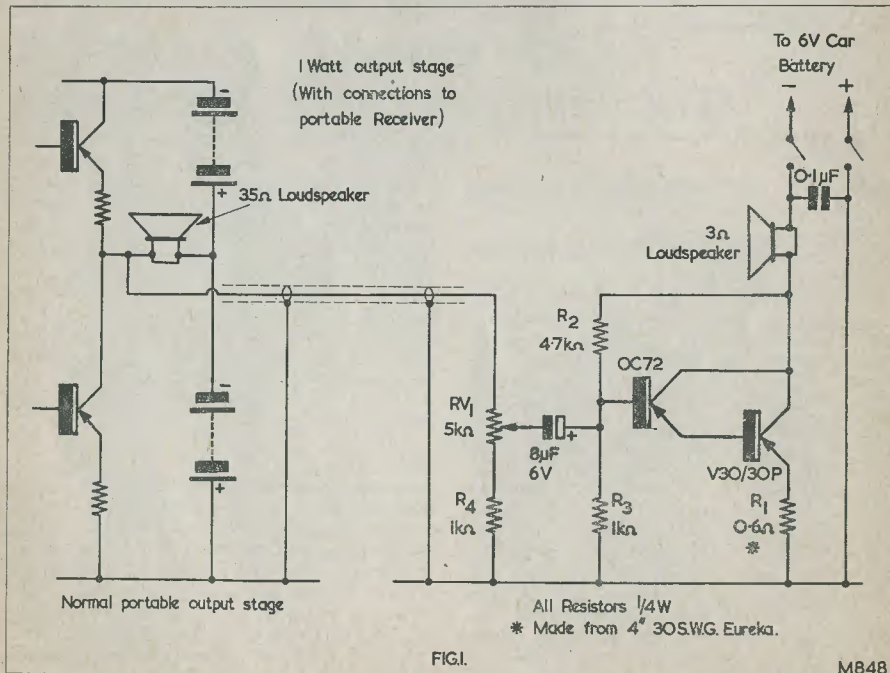 1 Watt output stage
(With connections to
portable Receiver)
To 6V Car
Battery
- +
-
+
35Ω Loudspeaker
0·1µF
3Ω
Loudspeaker
R2
4·7kΩ
OC72
RV1
5kΩ
8µF
6V
+
V30/30P
-
+
R4
1kΩ
R3
1kΩ
R1
0·6Ω
*
Normal portable output stage
All Resistors 1/4W
* Made from 4" 30S.W.G. Eureka.
FIG.1.
M848